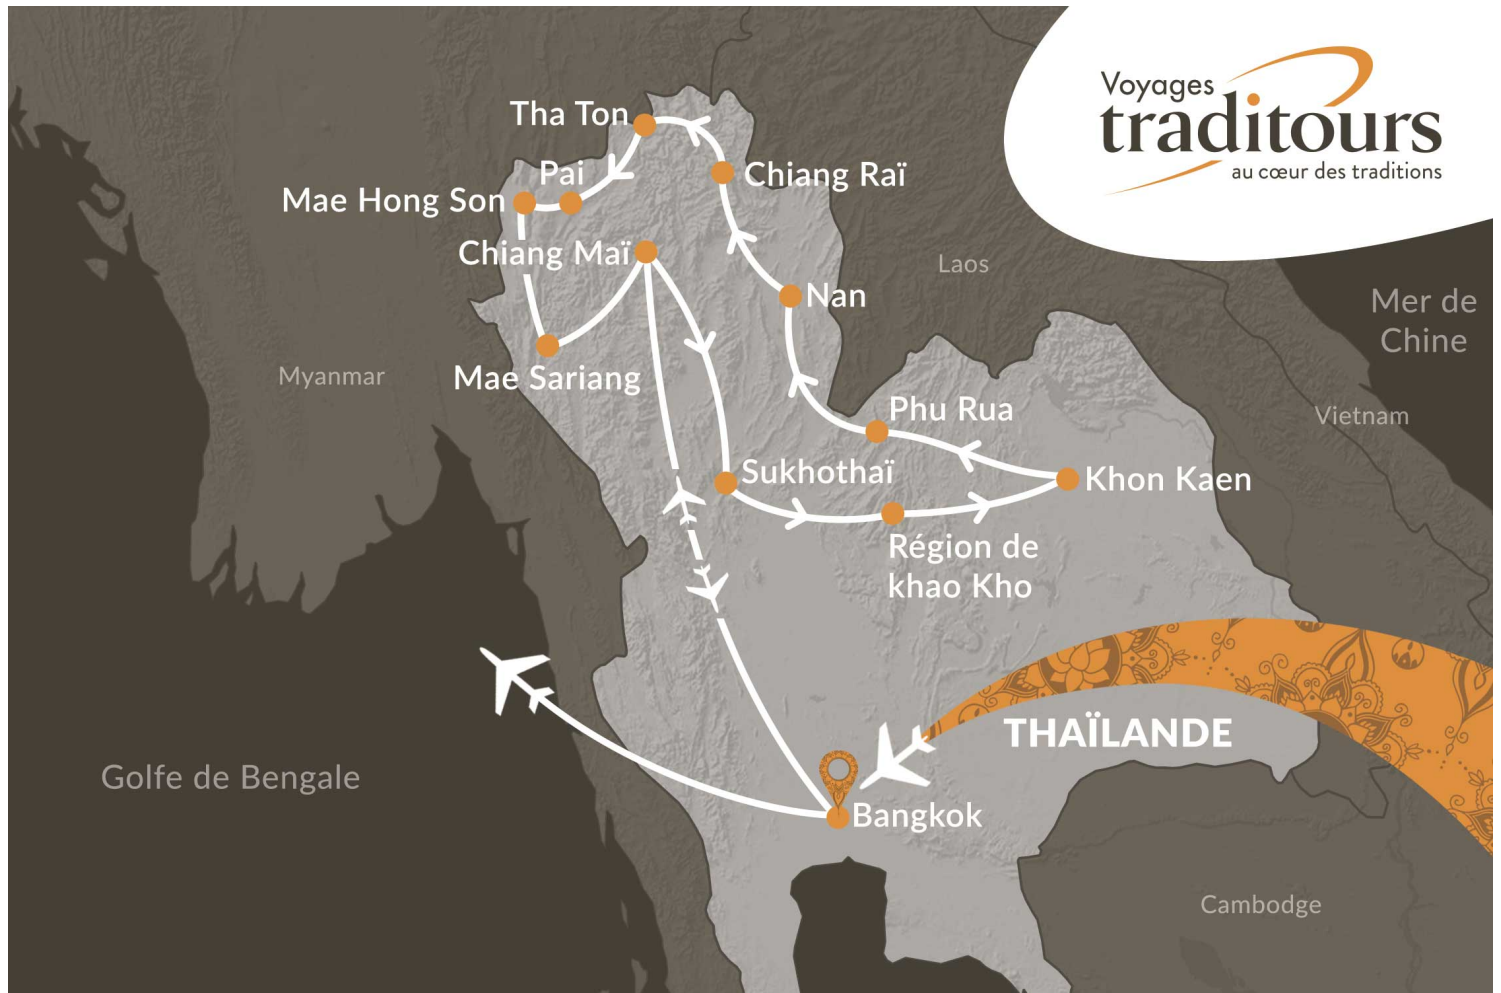 Voyages
traditours
au cœur des traditions
Tha Ton
Pai
Chiang Raï
Mae Hong Son
Chiang Maï
Laos
Nan
Mer de
Chine
Myanmar
Mae Sariang
Phu Rua
Vietnam
Sukhothaï
Khon Kaen
Région de
khao Kho
THAÏLANDE
Golfe de Bengale
Bangkok
Cambodge